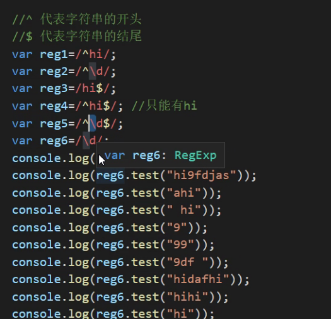 //^ 代表字符串的开头
//$ 代表字符串的结尾
var reg1=/^hi/;
var reg2=/^\d/;
var reg3=/hi$/;
var reg4=/^hi$/; //只能有hi
var reg5=/^\d$/;
var reg6=/\d/;
console.log(
var reg6: RegExp
console.log(reg6.test("hi9fdjas"));
console.log(reg6.test("ahi"));
console.log(reg6.test(" hi"));
console.log(reg6.test("9"));
console.log(reg6.test("99"));
console.log(reg6.test("9df "));
console.log(reg6.test("hidafhi"));
console.log(reg6.test("hihi"));
console.log(reg6.test("hi"));